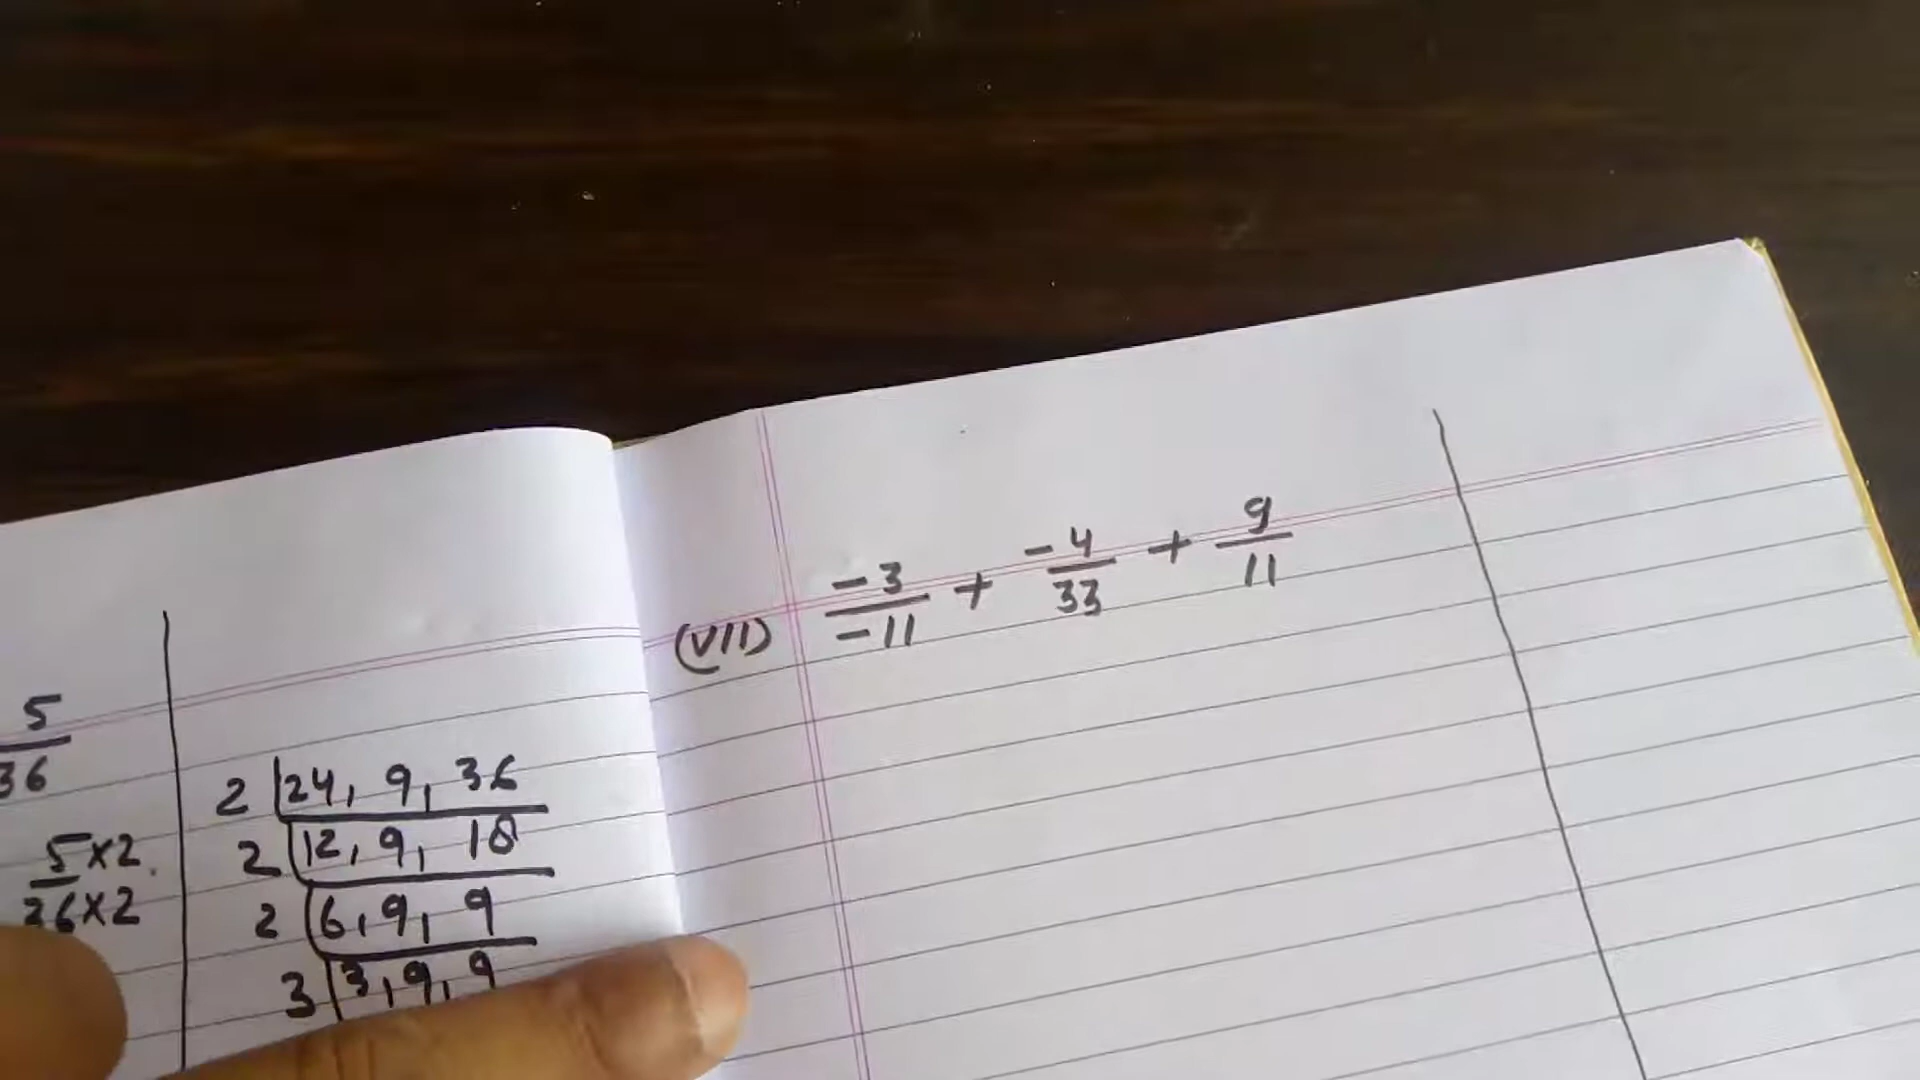 5
36
5×2
36×2
2 | 24, 9, 36
2 | 12, 9, 18
2 | 6, 9, 9
3 | 3, 9, 9
(VII) -3/-11 + -4/33 + 9/11